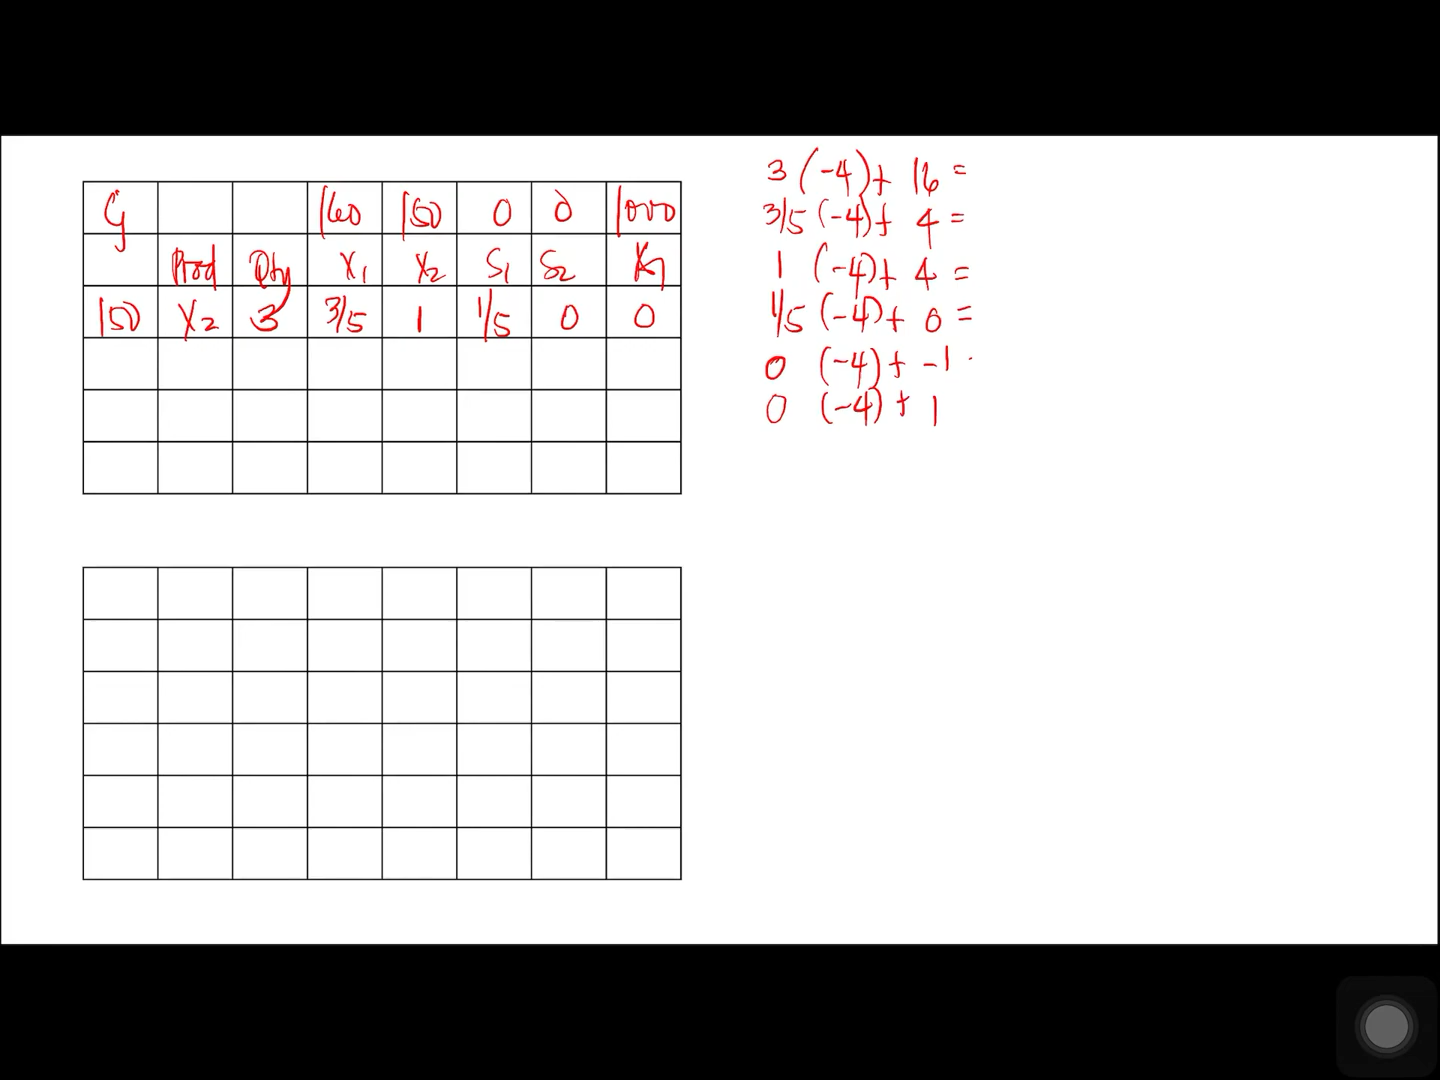 Cj 160 150 0 0 1000
Prod Qty X₁ X₂ S₁ S₂
150 X₂ 3 3/5 1 1/5 0 0
3 (-4) + 16 =
3/5 (-4) + 4 =
1 (-4) + 4 =
1/5 (-4) + 0 =
0 (-4) + -1
0 (-4) + 1